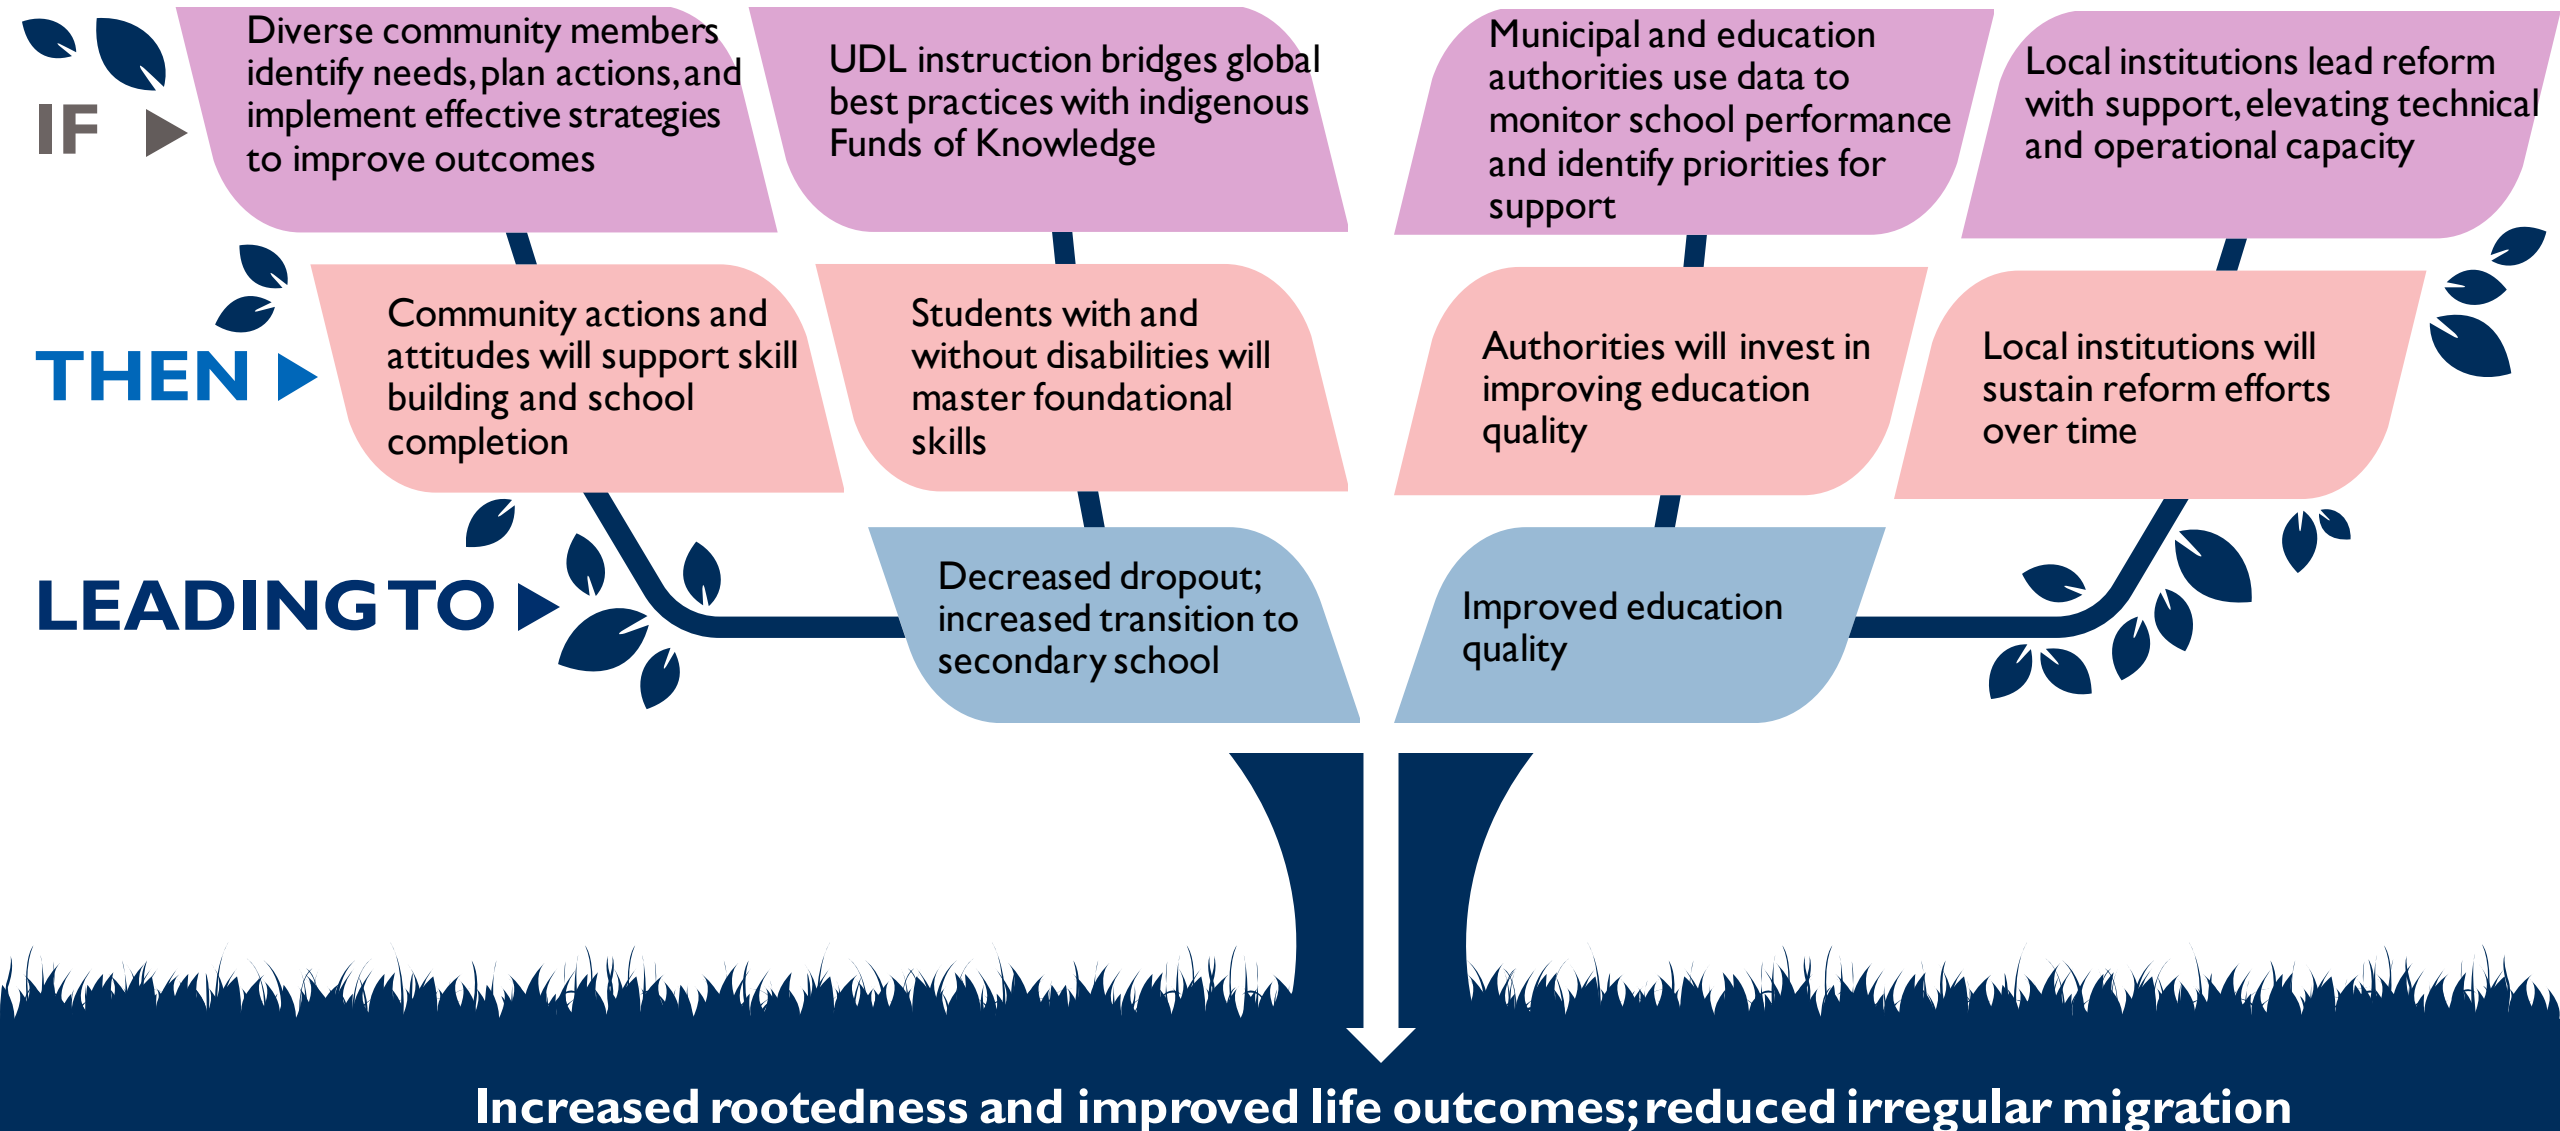 IF
Diverse community members
identify needs, plan actions, and
implement effective strategies
to improve outcomes
UDL instruction bridges global
best practices with indigenous
Funds of Knowledge
Municipal and education
authorities use data to
monitor school performance
and identify priorities for
support
Local institutions lead reform
with support, elevating technical
and operational capacity
THEN
Community actions and
attitudes will support skill
building and school
completion
Students with and
without disabilities will
master foundational
skills
Authorities will invest in
improving education
quality
Local institutions will
sustain reform efforts
over time
LEADING TO
Decreased dropout;
increased transition to
secondary school
Improved education
quality
Increased rootedness and improved life outcomes; reduced irregular migration